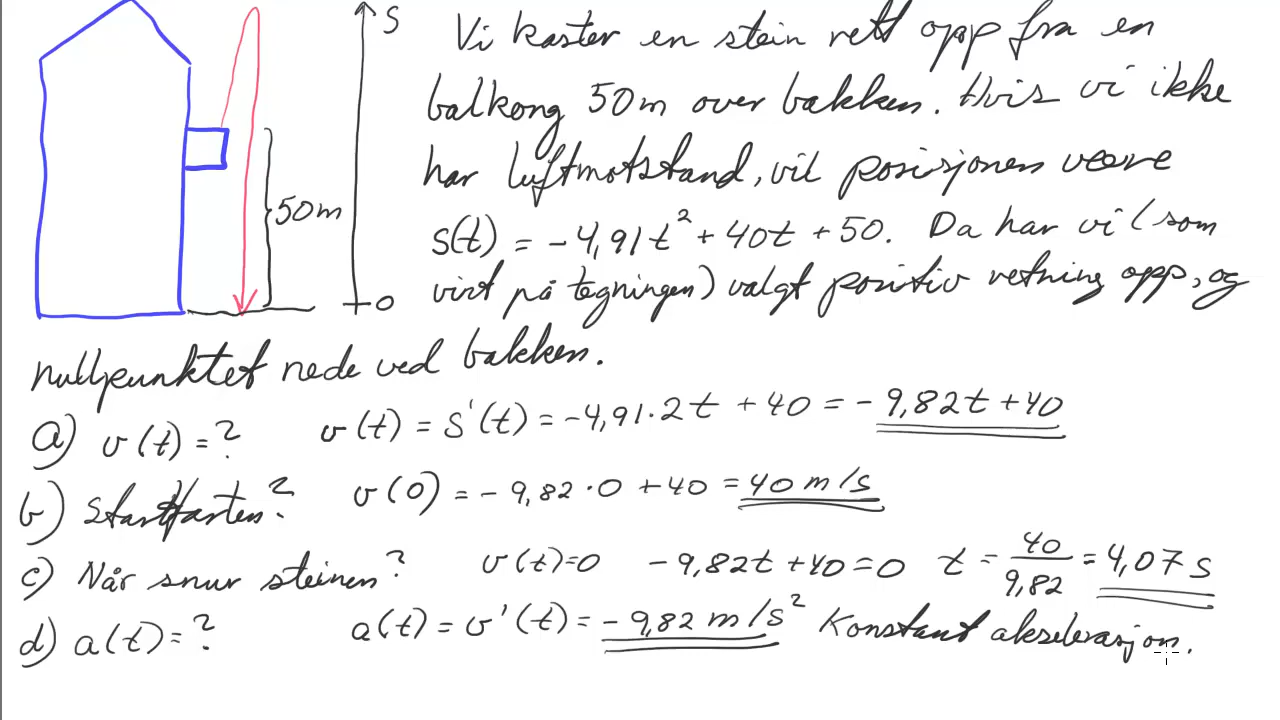 S
Vi kaster en stein rett opp fra en
balkong 50m over bakken. Hvis vi ikke
har luftmotstand, vil posisjonen være
50m
s(t) = -4,91t² + 40t + 50. Da har vi (som
vist på tegningen) valgt positiv retning opp, og
0
nullpunktet nede ved bakken.
a) v(t) = ? v(t) = s'(t) = -4,91·2t + 40 = -9,82t + 40
b) Startfarten? v(0) = -9,82·0 + 40 = 40 m/s
c) Når snur steinen? v(t)=0 -9,82t + 40 = 0 t = 40/9,82 = 4,07 s
d) a(t) = ? a(t) = v'(t) = -9,82 m/s² Konstant akselerasjon.